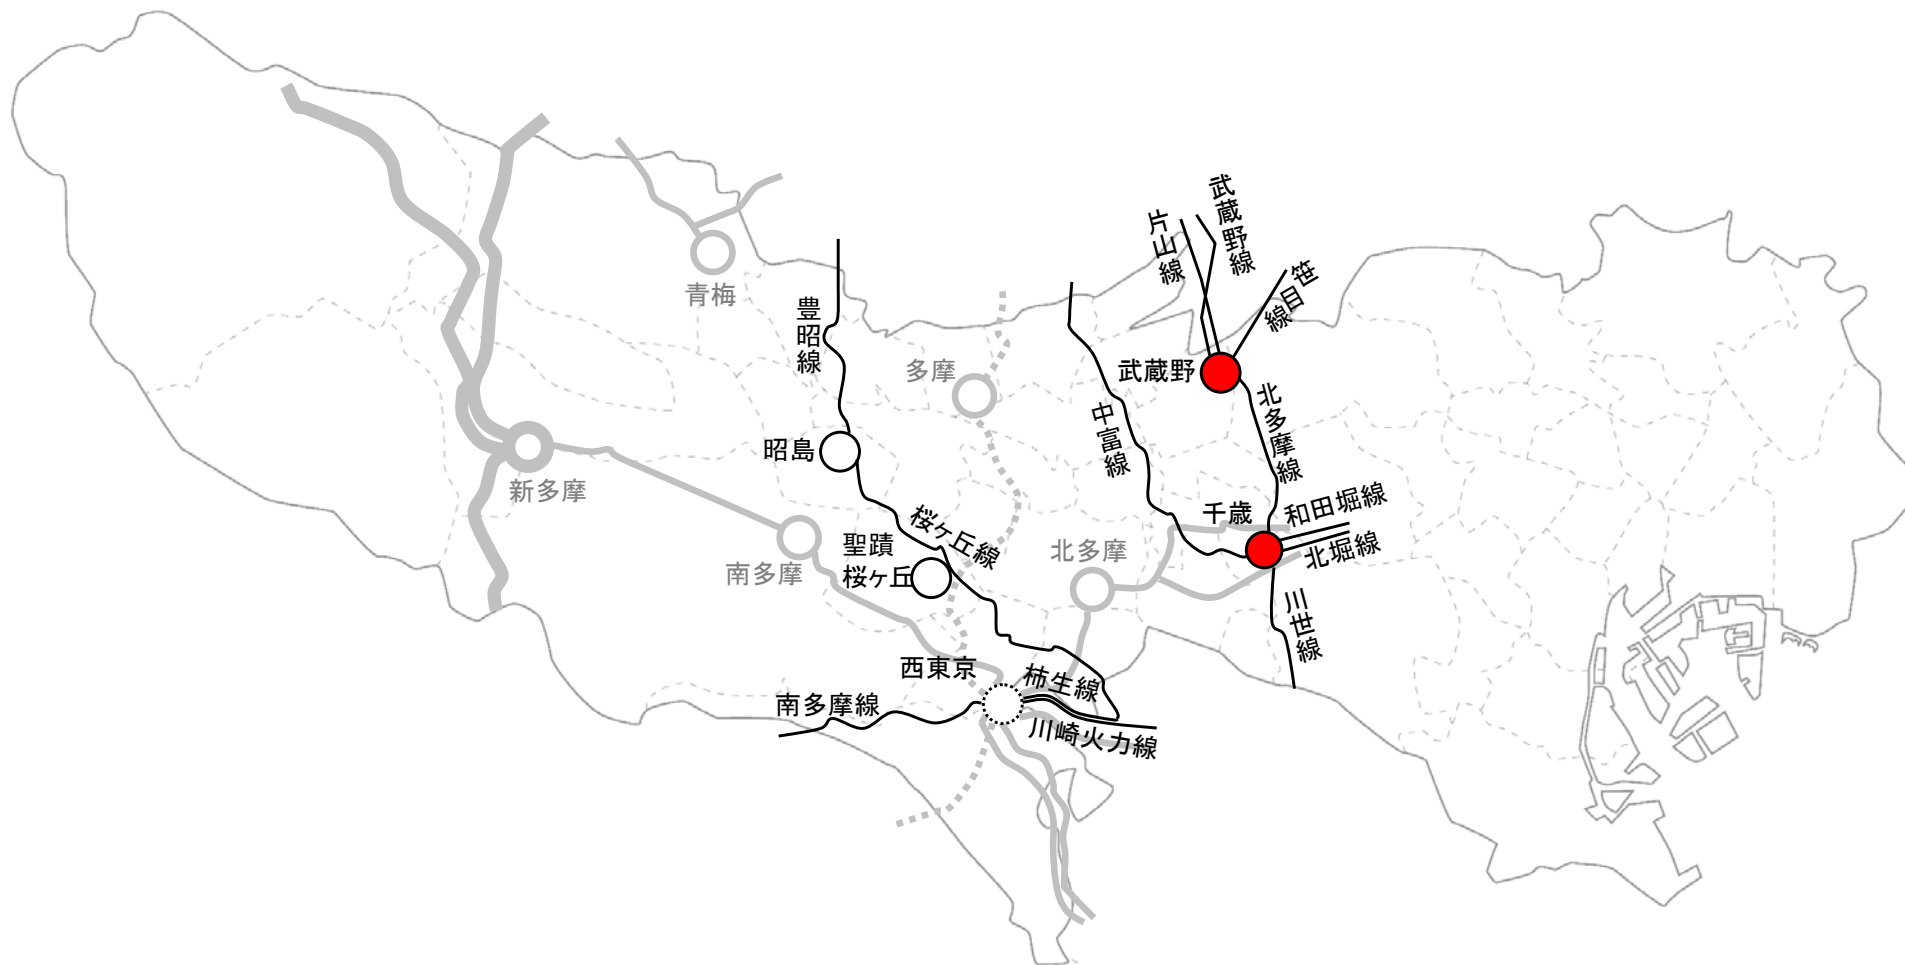 武蔵野線
片山線
笹目線
青梅
豊昭線
多摩
武蔵野
北多摩線
中富線
昭島
新多摩
和田堀線
千歳
桜ヶ丘線
聖蹟
桜ヶ丘
北堀線
北多摩
南多摩
川世線
西東京
柿生線
南多摩線
川崎火力線